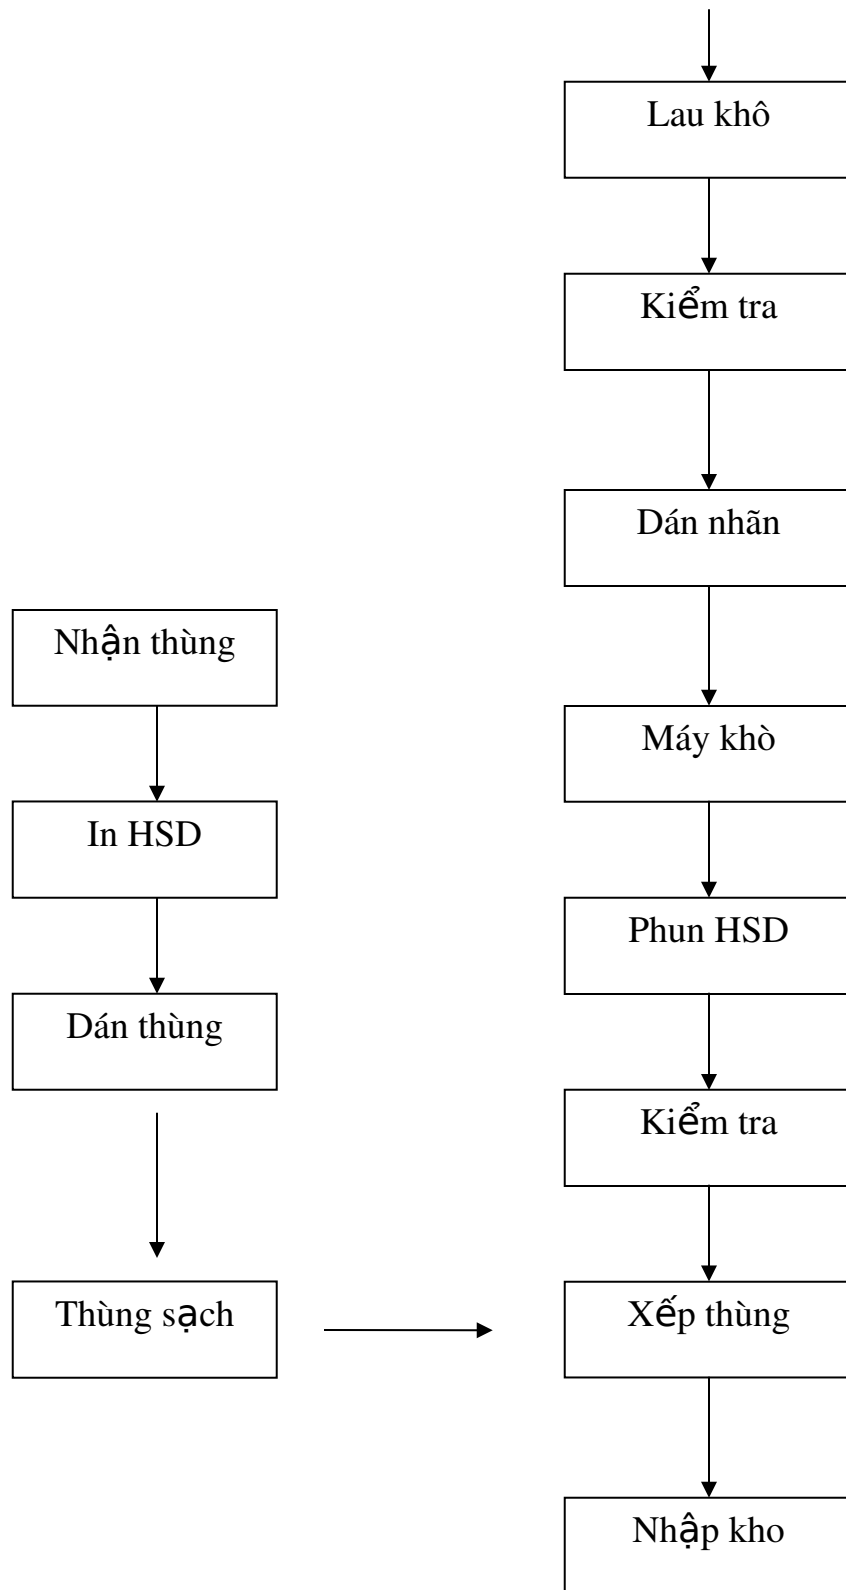 Lau khô
Kiểm tra
Dán nhãn
Nhận thùng
Máy khò
In HSD
Phun HSD
Dán thùng
Kiểm tra
Thùng sạch
Xếp thùng
Nhập kho